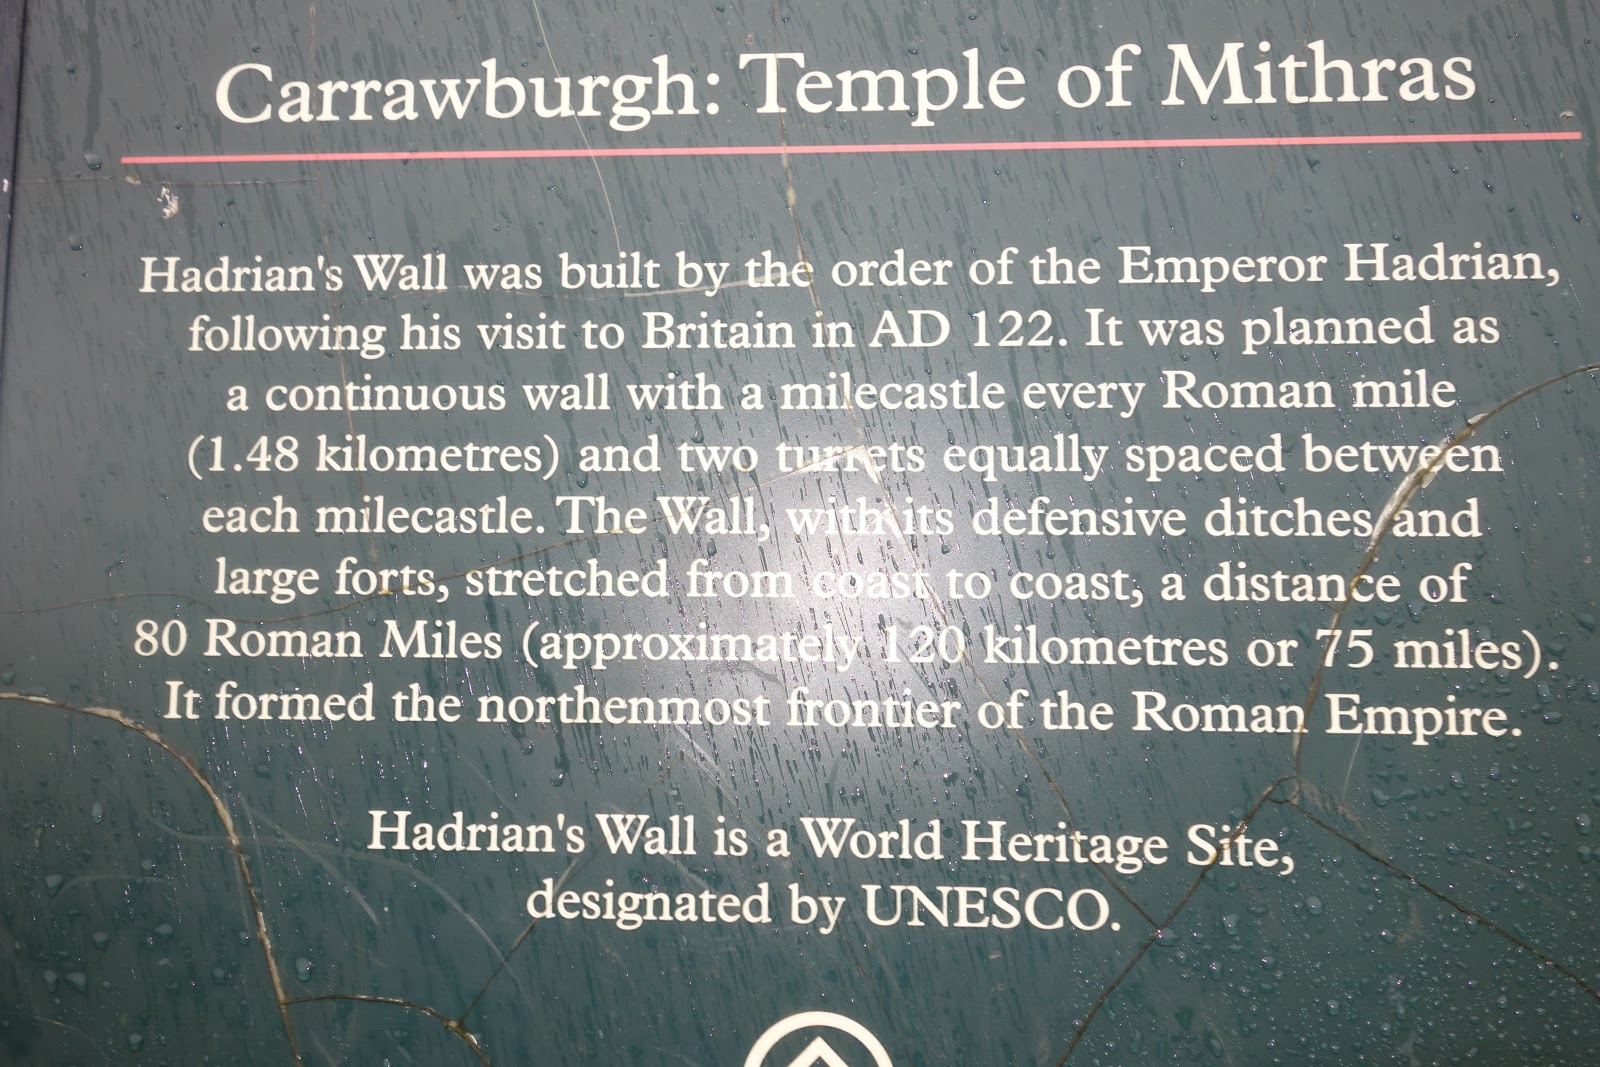 Carrawburgh: Temple of Mithras
Hadrian's Wall was built by the order of the Emperor Hadrian,
following his visit to Britain in AD 122. It was planned as
a continuous wall with a milecastle every Roman mile
(1.48 kilometres) and two turrets equally spaced between
each milecastle. The Wall, with its defensive ditches and
large forts, stretched from coast to coast, a distance of
80 Roman Miles (approximately 120 kilometres or 75 miles).
It formed the northenmost frontier of the Roman Empire.
Hadrian's Wall is a World Heritage Site,
designated by UNESCO.